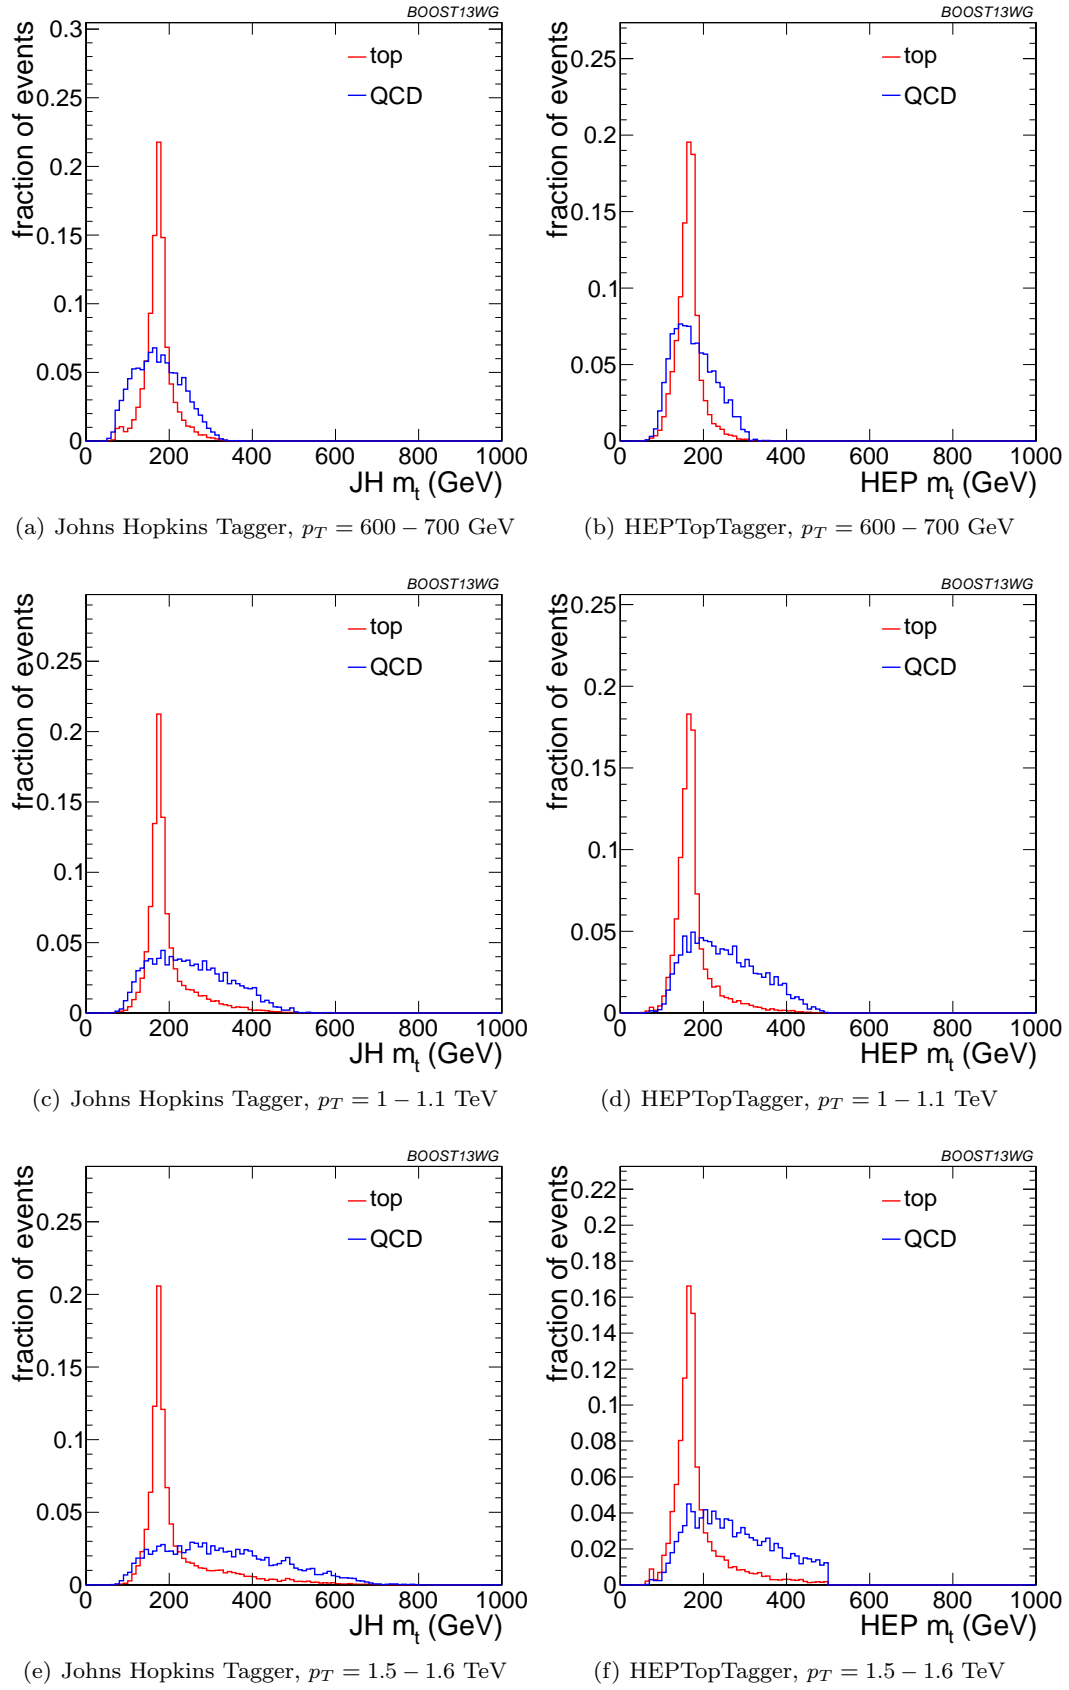 BOOST13WG
fraction of events
0.3
0.25
0.2
0.15
0.1
0.05
0
top
QCD
0 200 400 600 800 1000
JH m_t (GeV)
(a) Johns Hopkins Tagger, p_T = 600 – 700 GeV
BOOST13WG
fraction of events
0.25
0.2
0.15
0.1
0.05
0
top
QCD
0 200 400 600 800 1000
HEP m_t (GeV)
(b) HEPTopTagger, p_T = 600 – 700 GeV
BOOST13WG
fraction of events
0.25
0.2
0.15
0.1
0.05
0
top
QCD
0 200 400 600 800 1000
JH m_t (GeV)
(c) Johns Hopkins Tagger, p_T = 1 – 1.1 TeV
BOOST13WG
fraction of events
0.25
0.2
0.15
0.1
0.05
0
top
QCD
0 200 400 600 800 1000
HEP m_t (GeV)
(d) HEPTopTagger, p_T = 1 – 1.1 TeV
BOOST13WG
fraction of events
0.25
0.2
0.15
0.1
0.05
0
top
QCD
0 200 400 600 800 1000
JH m_t (GeV)
(e) Johns Hopkins Tagger, p_T = 1.5 – 1.6 TeV
BOOST13WG
fraction of events
0.22
0.2
0.18
0.16
0.14
0.12
0.1
0.08
0.06
0.04
0.02
0
top
QCD
0 200 400 600 800 1000
HEP m_t (GeV)
(f) HEPTopTagger, p_T = 1.5 – 1.6 TeV